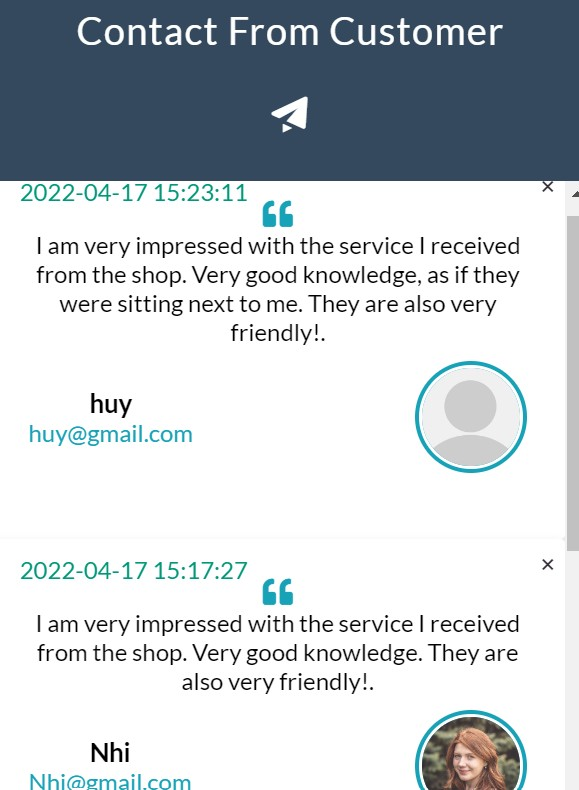 Contact From Customer
2022-04-17 15:23:11
I am very impressed with the service I received
from the shop. Very good knowledge, as if they
were sitting next to me. They are also very
friendly!.
huy
huy@gmail.com
2022-04-17 15:17:27
I am very impressed with the service I received
from the shop. Very good knowledge. They are
also very friendly!.
Nhi
Nhi@gmail.com